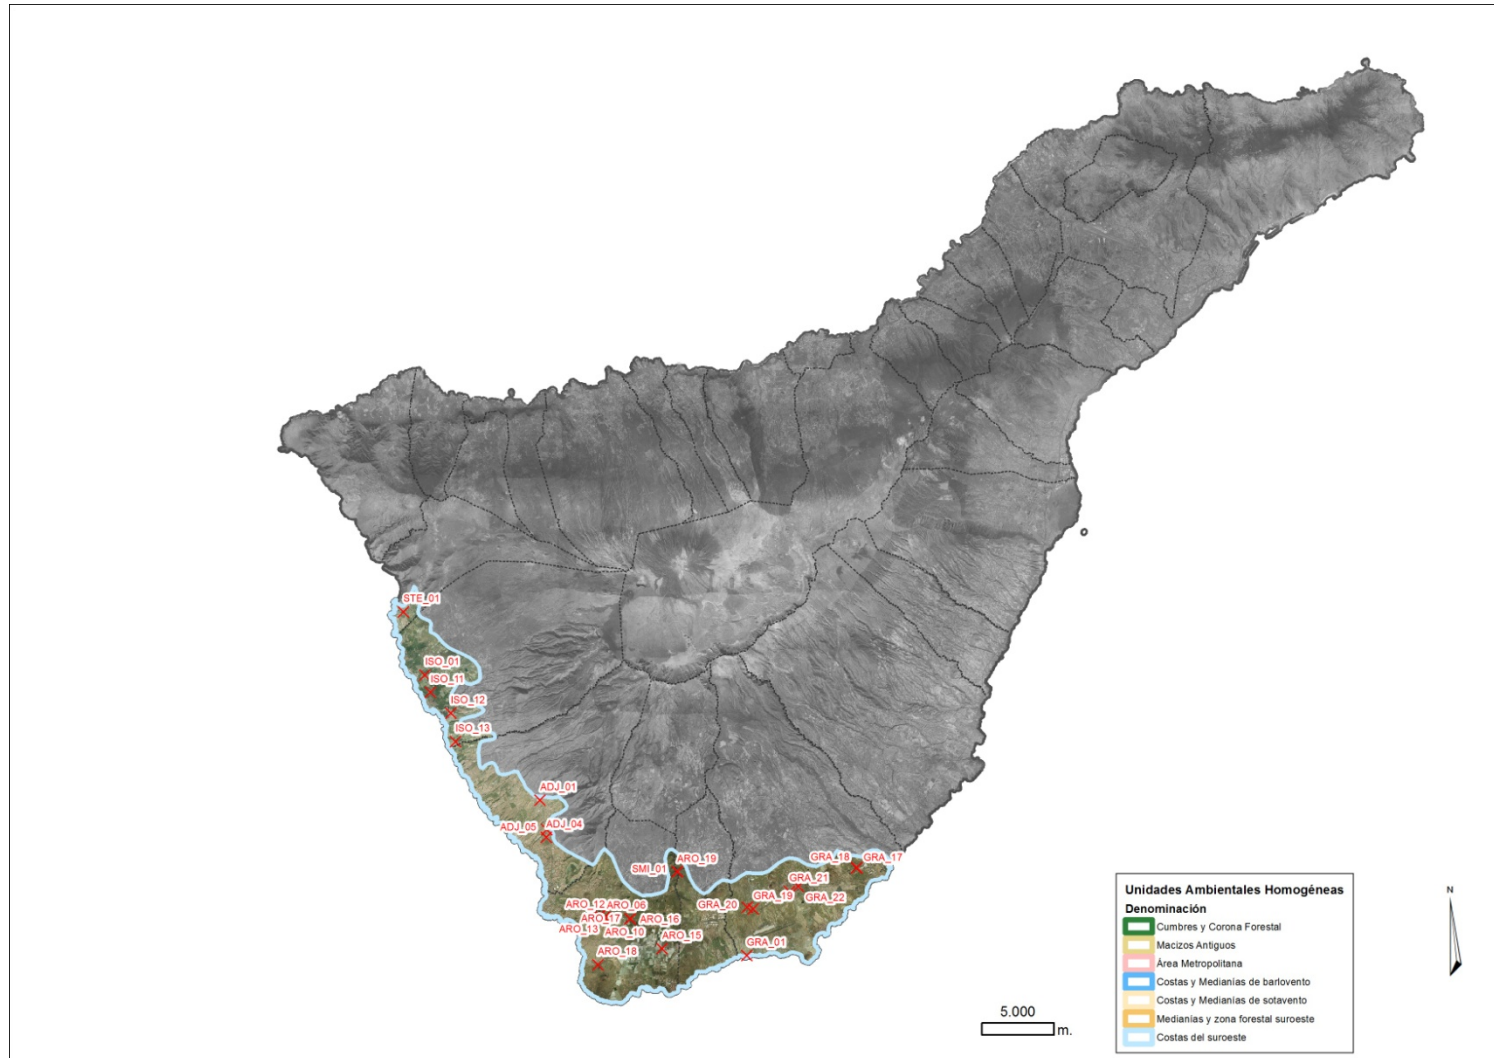 STE_01
ISO_01
ISO_11
ISO_12
ISO_13
ADJ_01
ADJ_05
ADJ_04
SMI_01
ARO_19
GRA_18
GRA_17
GRA_21
GRA_19
GRA_22
GRA_20
ARO_12
ARO_06
ARO_17
ARO_16
ARO_13
ARO_10
ARO_15
GRA_01
ARO_18
Unidades Ambientales Homogéneas
Denominación
Cumbres y Corona Forestal
Macizos Antiguos
Área Metropolitana
Costas y Medianías de barlovento
Costas y Medianías de sotavento
Medianías y zona forestal suroeste
Costas del suroeste
N
5.000
m.